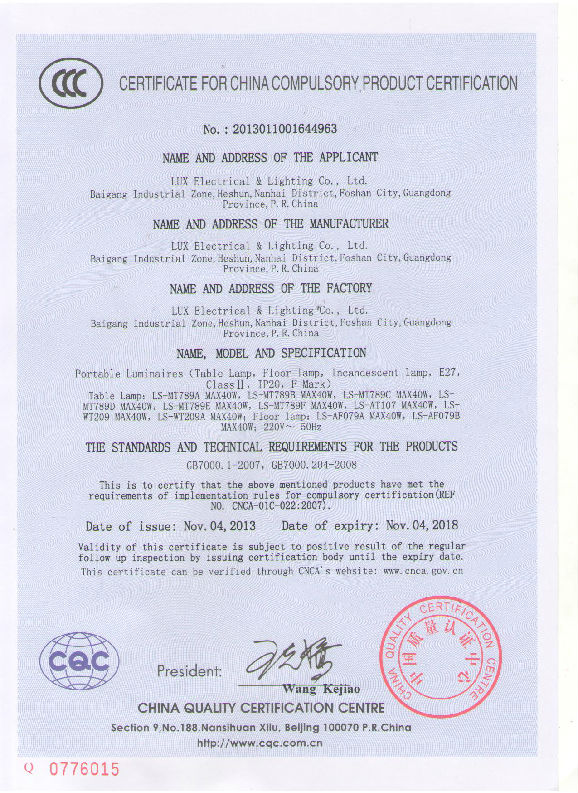 CCC
CERTIFICATE FOR CHINA COMPULSORY PRODUCT CERTIFICATION
No. : 2013011001644963
NAME AND ADDRESS OF THE APPLICANT
LUX Electrical & Lighting Co., Ltd.
Baigang Industrial Zone,Heshun,Nanhai District,Foshan City,Guangdong
Province,P.R.China
NAME AND ADDRESS OF THE MANUFACTURER
LUX Electrical & Lighting Co., Ltd.
Baigang Industrial Zone,Heshun,Nanhai District,Foshan City,Guangdong
Province,P.R.China
NAME AND ADDRESS OF THE FACTORY
LUX Electrical & Lighting Co., Ltd.
Baigang Industrial Zone,Heshun,Nanhai District,Foshan City,Guangdong
Province,P.R.China
NAME, MODEL AND SPECIFICATION
Portable Luminaires (Table Lamp, Floor lamp, Incandescent lamp, E27,
ClassⅡ, IP20, F Mark)
Table Lamp: LS-MT789A MAX40W, LS-MT789B MAX40W, LS-MT789C MAX40W, LS-
MT789D MAX40W, LS-MT789E MAX40W, LS-MT789F MAX40W, LS-AT107 MAX40W, LS-
WT209 MAX40W, LS-WT209A MAX40W; Floor lamp: LS-AF079A MAX40W, LS-AF079B
MAX40W; 220V~ 50Hz
THE STANDARDS AND TECHNICAL REQUIREMENTS FOR THE PRODUCTS
GB7000.1-2007, GB7000.204-2008
This is to certify that the above mentioned products have met the
requirements of implementation rules for compulsory certification(REF
NO. CNCA-01C-022:2007).
Date of issue: Nov.04,2013 Date of expiry: Nov.04,2018
Validity of this certificate is subject to positive result of the regular
follow up inspection by issuing certification body until the expiry date.
This certificate can be verified through CNCA's website: www.cnca.gov.cn
CQC
President:
Wang Kejiao
CHINA QUALITY CERTIFICATION CENTRE
中国质量认证中心
CHINA QUALITY CERTIFICATION CENTRE
Section 9,No.188,Nansihuan Xilu, Beijing 100070 P.R.China
http://www.cqc.com.cn
Q 0776015